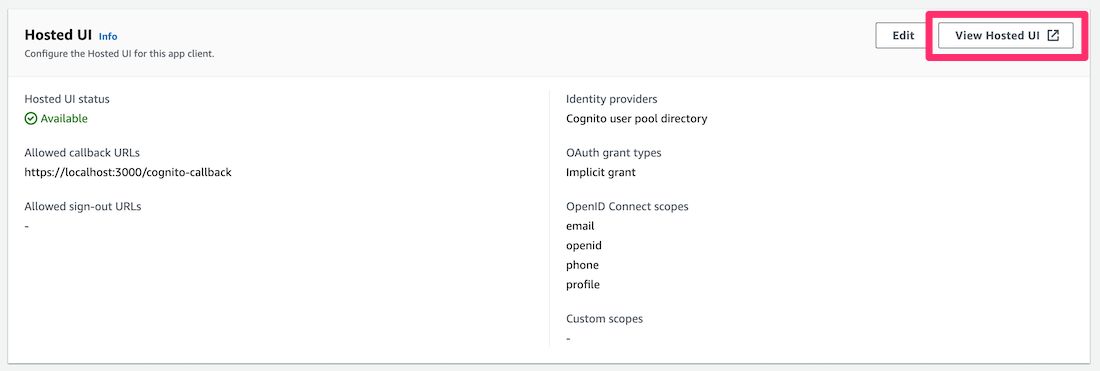 Hosted UI Info
Edit
View Hosted UI
Configure the Hosted UI for this app client.
Hosted UI status
Available
Allowed callback URLs
https://localhost:3000/cognito-callback
Allowed sign-out URLs
-
Identity providers
Cognito user pool directory
OAuth grant types
Implicit grant
OpenID Connect scopes
email
openid
phone
profile
Custom scopes
-